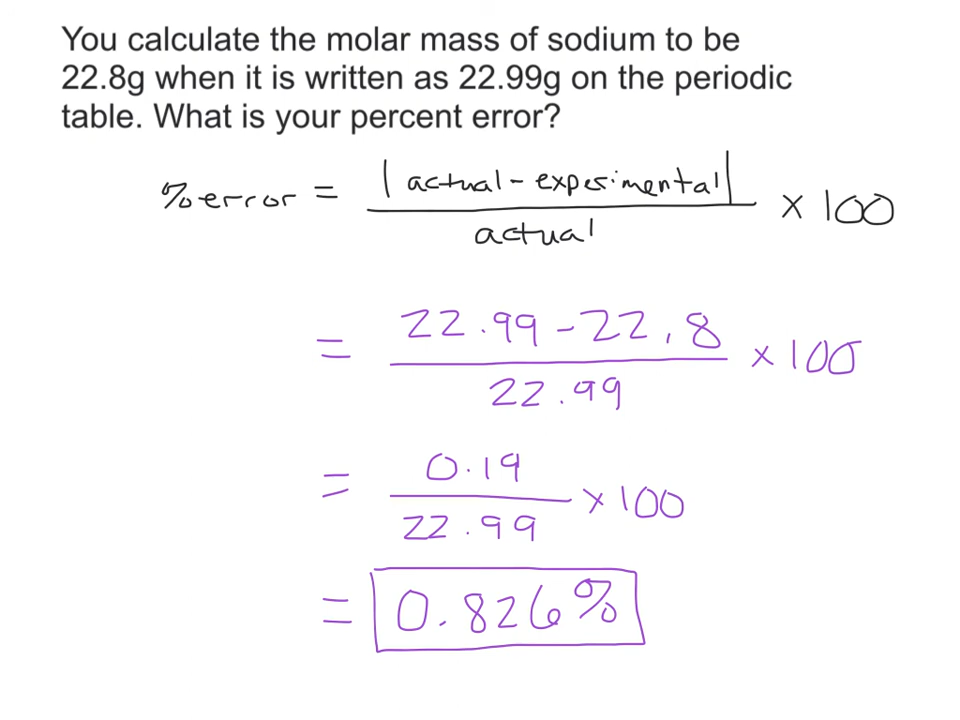 You calculate the molar mass of sodium to be
22.8g when it is written as 22.99g on the periodic
table. What is your percent error?
% error = |actual - experimental| / actual × 100
= 22.99 - 22.8 / 22.99 × 100
= 0.19 / 22.99 × 100
= 0.826%